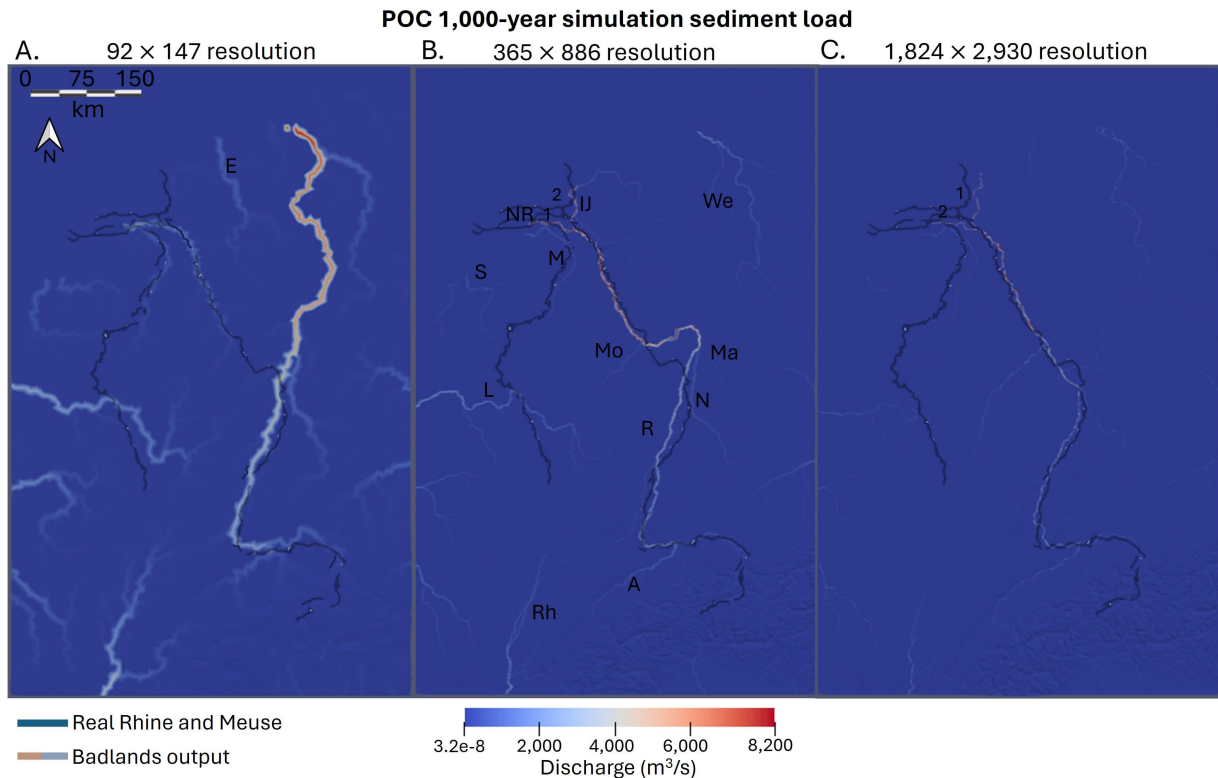 POC 1,000-year simulation sediment load
A. 92 × 147 resolution
B. 365 × 886 resolution
C. 1,824 × 2,930 resolution
0 75 150
km
N
E
2
NR 1 IJ
We
M
S
Mo
Ma
L
N
R
A
Rh
1
2
Real Rhine and Meuse
Badlands output
3.2e-8 2,000 4,000 6,000 8,200
Discharge (m³/s)